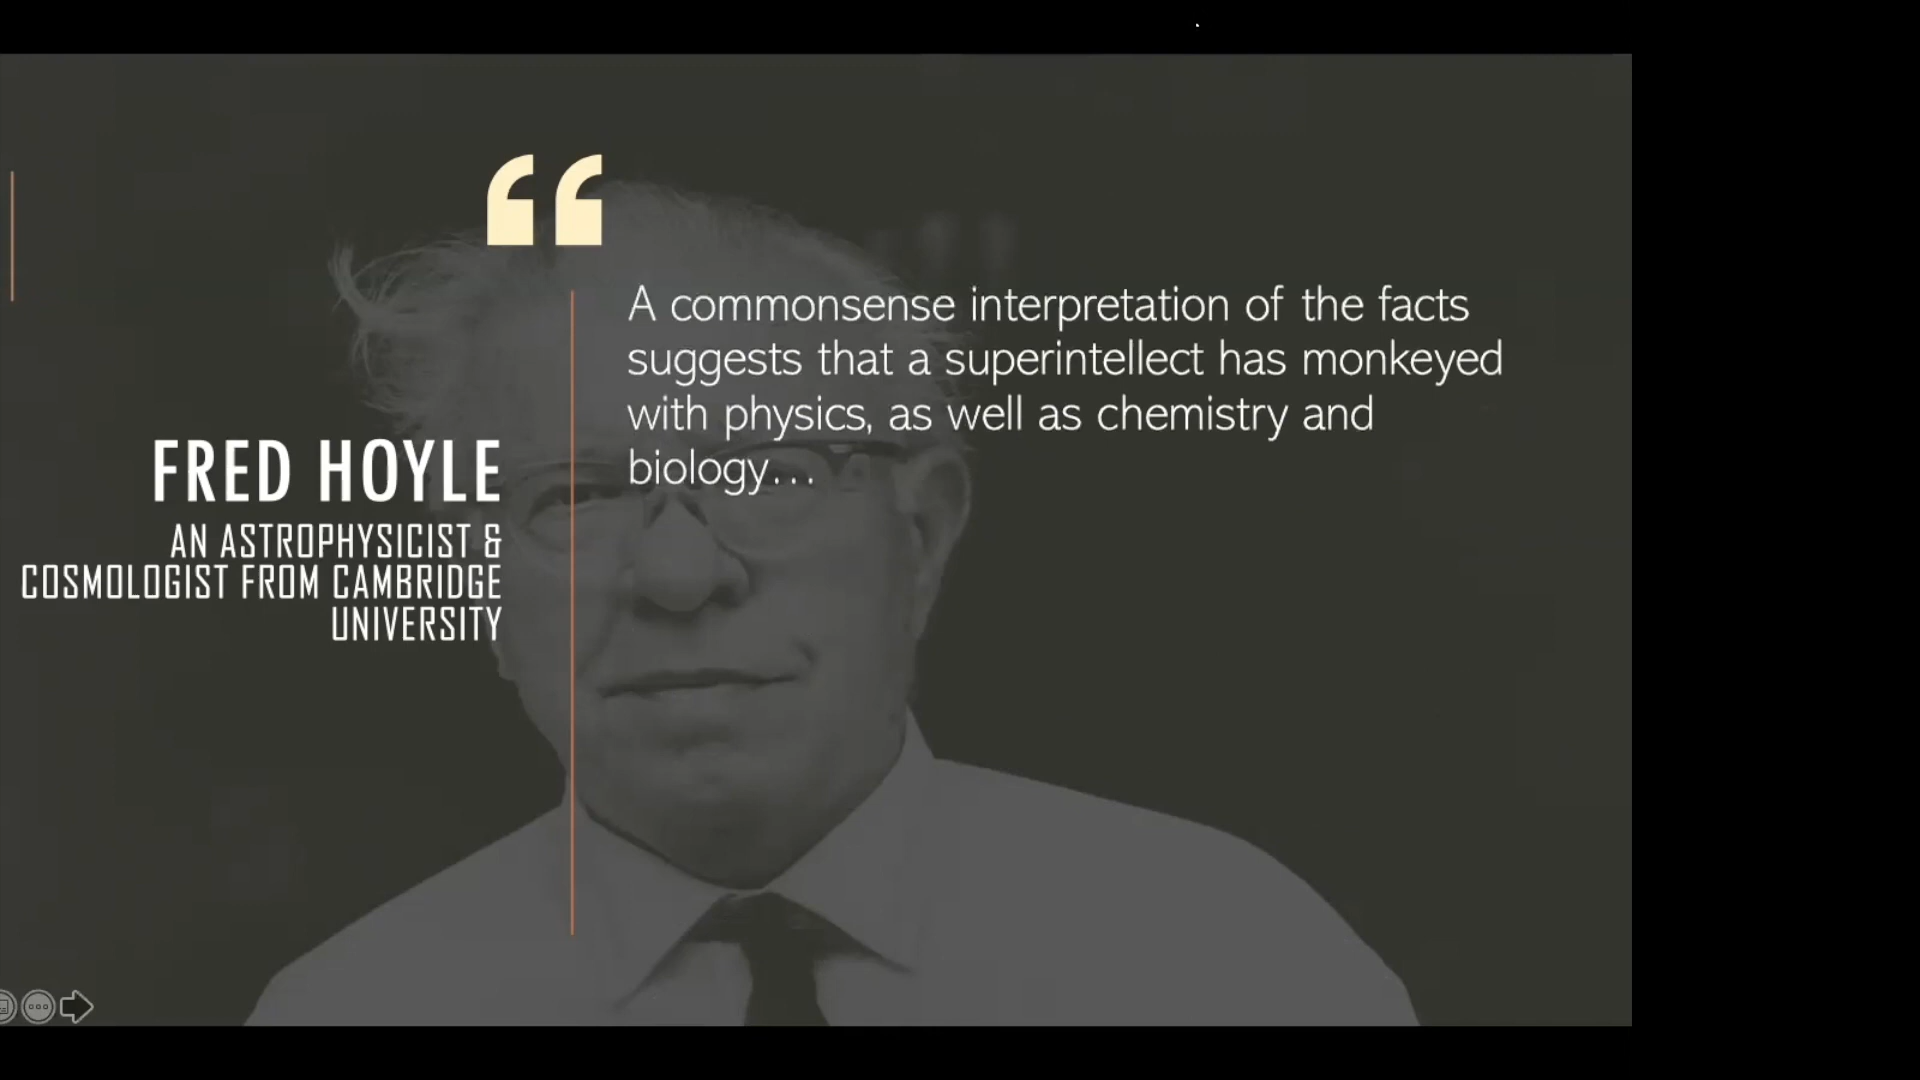 “
A commonsense interpretation of the facts
suggests that a superintellect has monkeyed
with physics, as well as chemistry and
biology...
FRED HOYLE
AN ASTROPHYSICIST &
COSMOLOGIST FROM CAMBRIDGE
UNIVERSITY